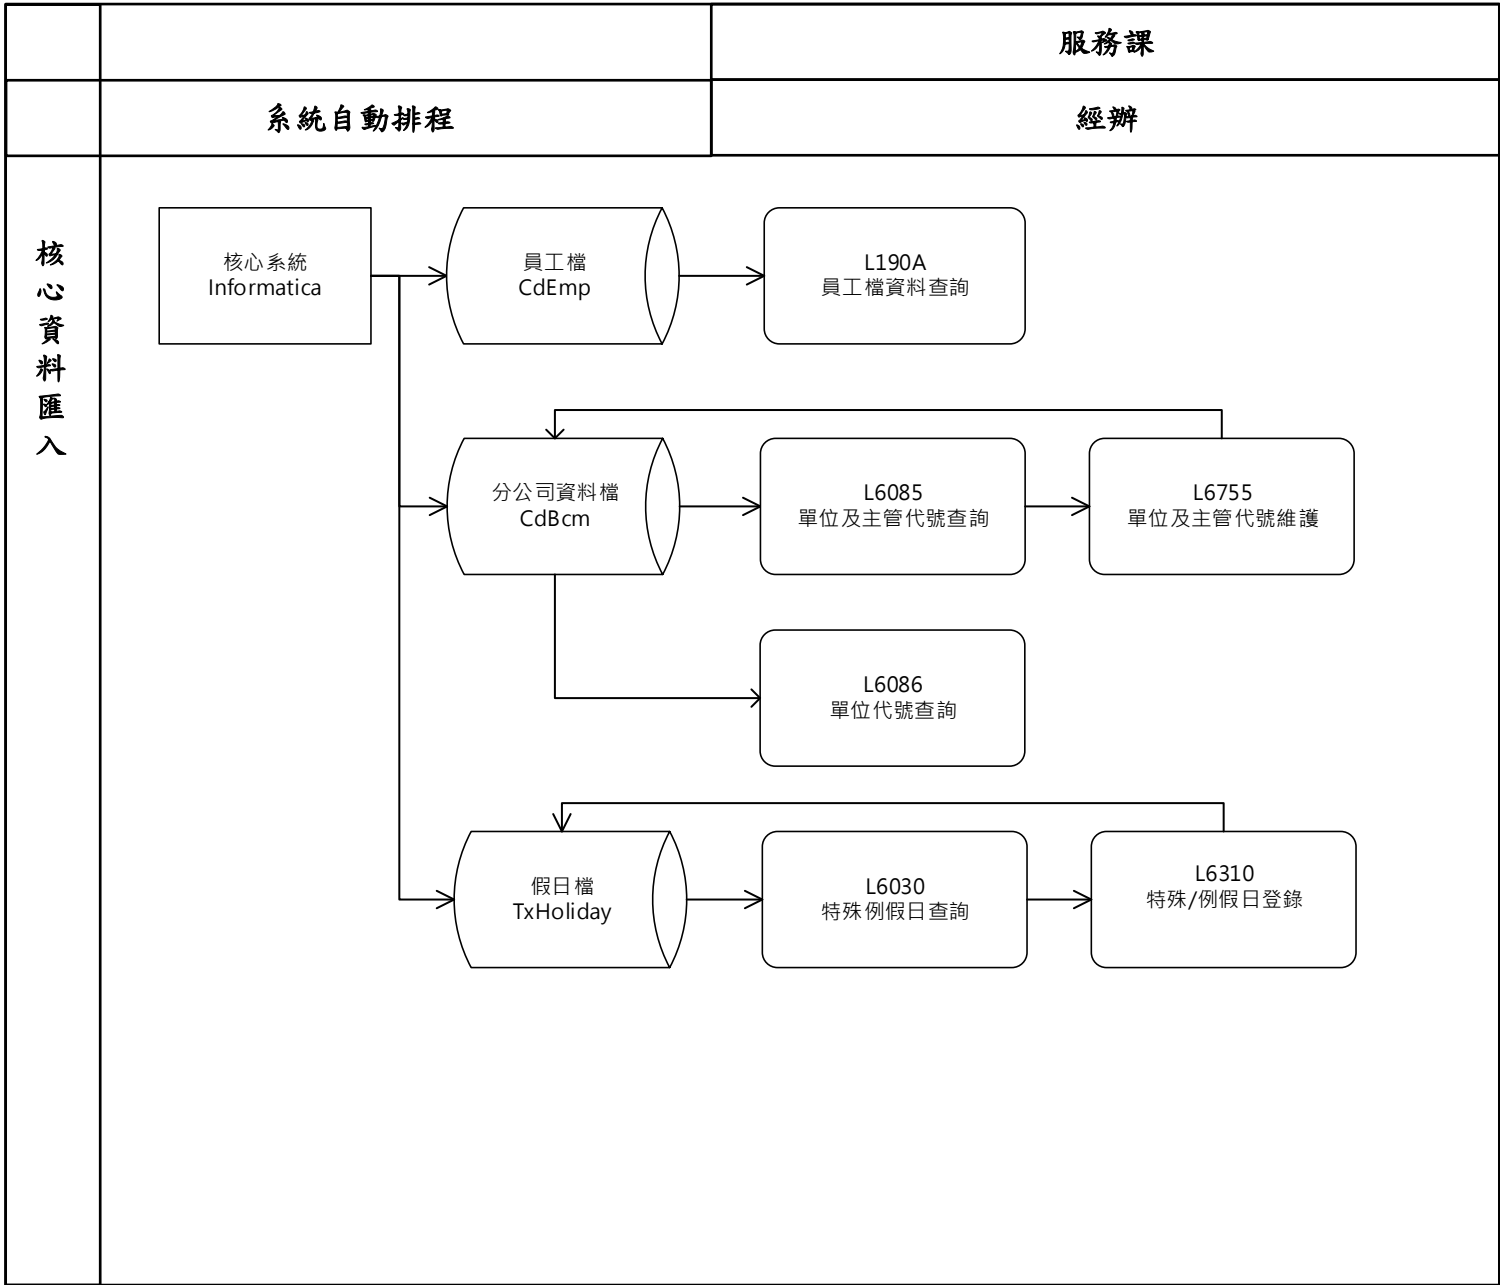 服務課
系統自動排程
經辦
核心資料匯入
核心系統
Informatica
員工檔
CdEmp
L190A
員工檔資料查詢
分公司資料檔
CdBcm
L6085
單位及主管代號查詢
L6755
單位及主管代號維護
L6086
單位代號查詢
假日檔
TxHoliday
L6030
特殊例假日查詢
L6310
特殊/例假日登錄